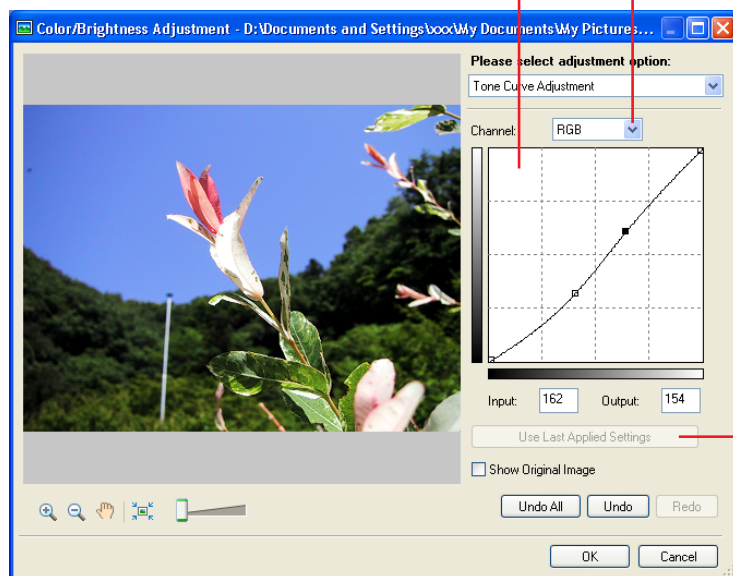 Color/Brightness Adjustment - D:\Documents and Settings\xxx\My Documents\My Pictures...
Please select adjustment option:
Tone Curve Adjustment
Channel: RGB
Input: 162 Output: 154
Use Last Applied Settings
Show Original Image
Undo All Undo Redo
OK Cancel